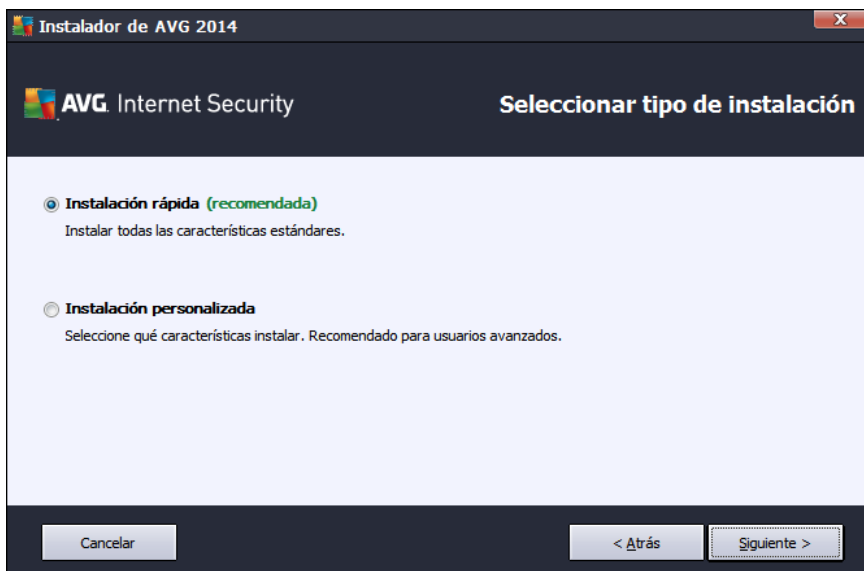 Instalador de AVG 2014
X
AVG. Internet Security
Seleccionar tipo de instalación
Instalación rápida (recomendada)
Instalar todas las características estándares.
Instalación personalizada
Seleccione qué características instalar. Recomendado para usuarios avanzados.
Cancelar
< Atrás
Siguiente >